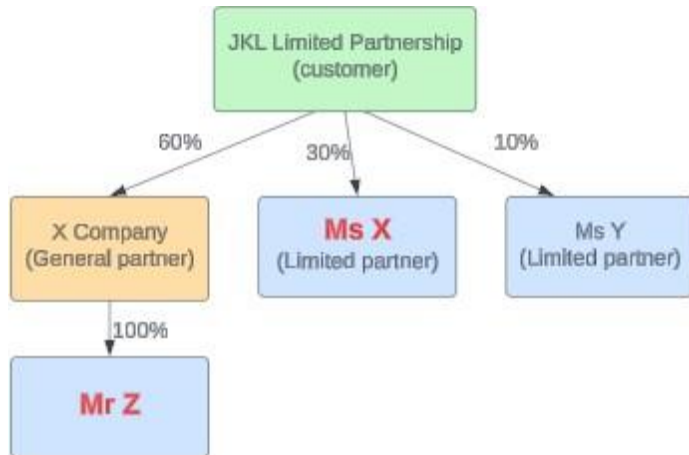 JKL Limited Partnership
(customer)
60%
30%
10%
X Company
(General partner)
Ms X
(Limited partner)
Ms Y
(Limited partner)
100%
Mr Z